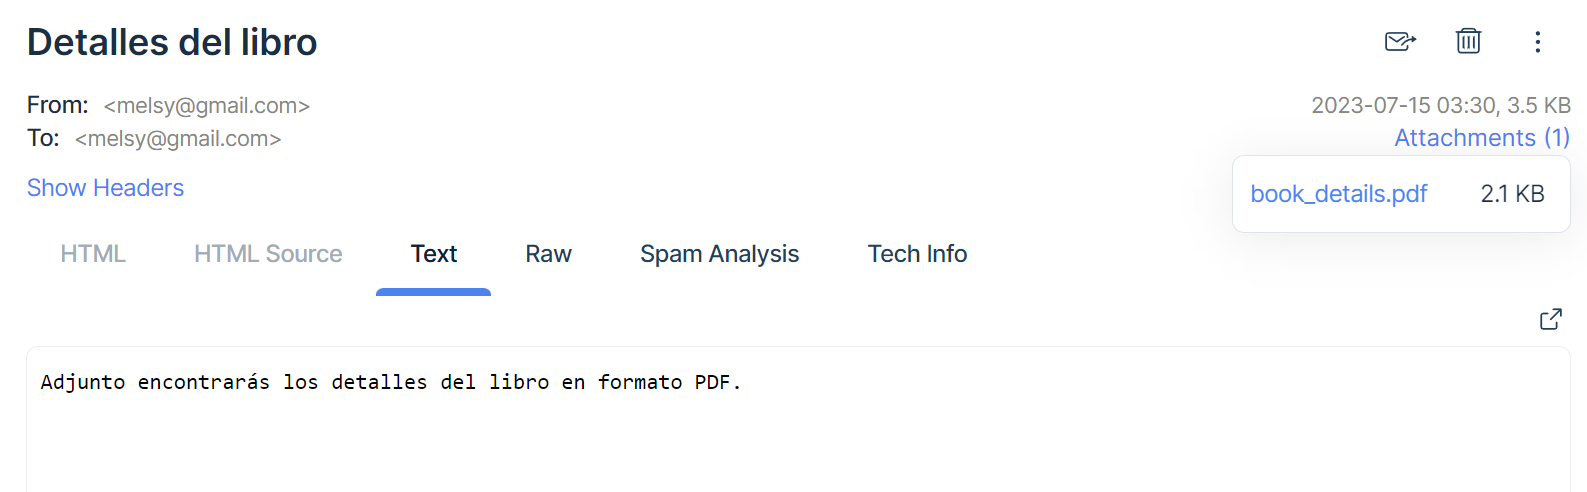 Detalles del libro
From: <melsy@gmail.com>
2023-07-15 03:30, 3.5 KB
To: <melsy@gmail.com>
Attachments (1)
Show Headers
book_details.pdf 2.1 KB
HTML HTML Source Text Raw Spam Analysis Tech Info
Adjunto encontrarás los detalles del libro en formato PDF.